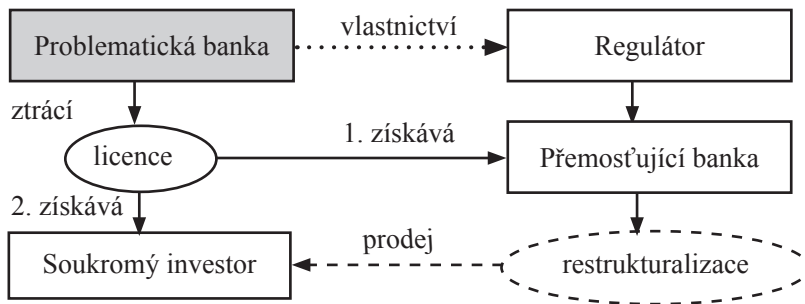 Problematická banka
vlastnictví
Regulátor
ztrácí
licence
1. získává
Přemosťující banka
2. získává
Soukromý investor
prodej
restrukturalizace